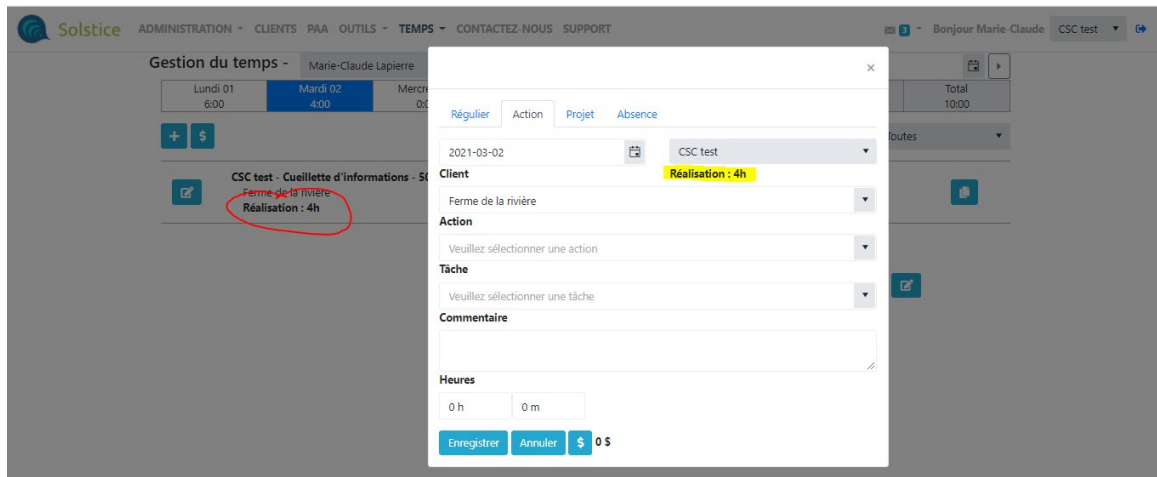 Solstice ADMINISTRATION CLIENTS PAA OUTILS TEMPS CONTACTEZ-NOUS SUPPORT 3 Bonjour Marie-Claude CSC test
Gestion du temps - Marie-Claude Lapierre ×
Lundi 01 Mardi 02 Total
6:00 4:00 10:00
Régulier Action Projet Absence
+ $
2021-03-02 CSC test
Client Réalisation : 4h
CSC test - Cueillette d'informations
Ferme de la rivière Ferme de la rivière
Réalisation : 4h
Action
Veuillez sélectionner une action
Tâche
Veuillez sélectionner une tâche
Commentaire
Heures
0 h 0 m
Enregistrer Annuler $ 0 $